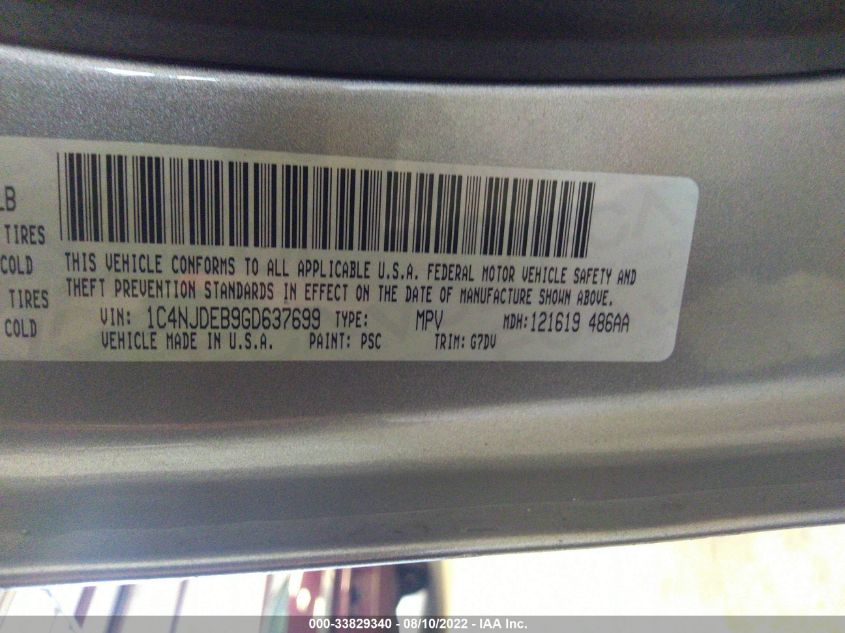 LB
TIRES
COLD
TIRES
COLD
THIS VEHICLE CONFORMS TO ALL APPLICABLE U.S.A. FEDERAL MOTOR VEHICLE SAFETY AND
THEFT PREVENTION STANDARDS IN EFFECT ON THE DATE OF MANUFACTURE SHOWN ABOVE.
VIN: 1C4NJDEB9GD637699 TYPE: MPV MDH:121619 486AA
VEHICLE MADE IN U.S.A. PAINT: PSC TRIM: G7DV
000-33829340 - 08/10/2022 - IAA Inc.